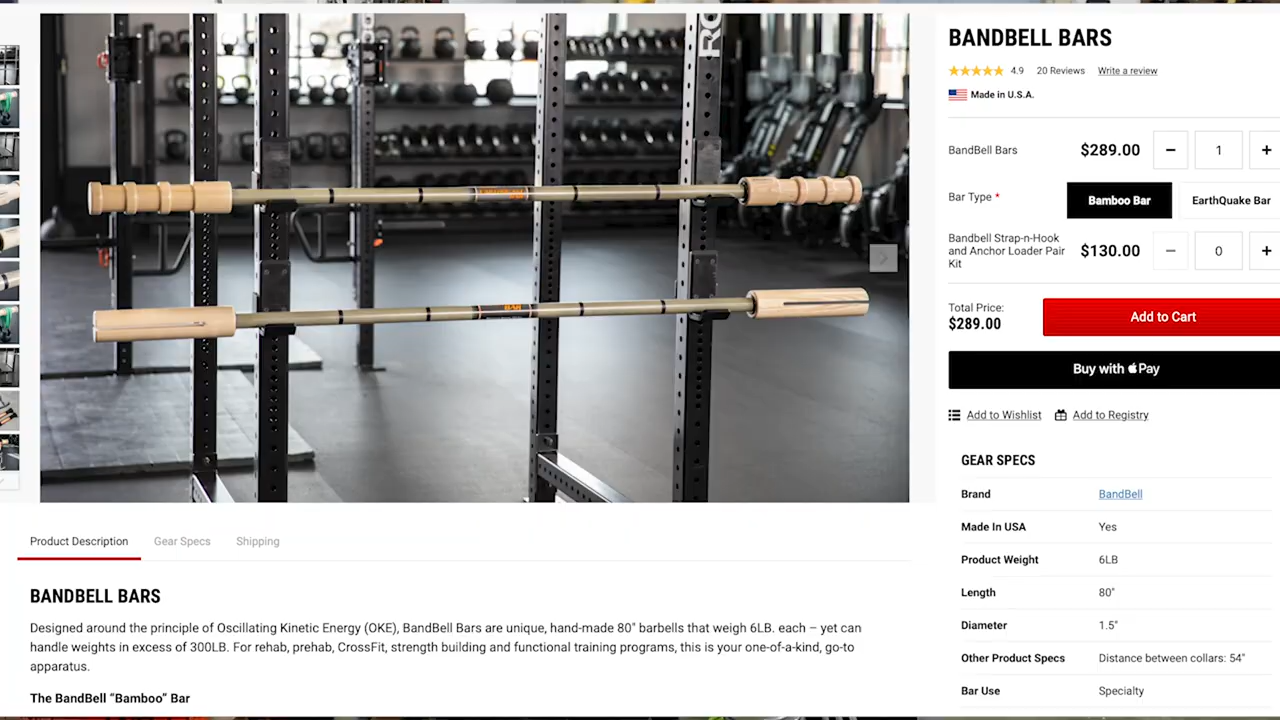 RO
BANDBELL BARS
4.9 20 Reviews Write a review
Made in U.S.A.
BandBell Bars $289.00 − 1 +
Bar Type * Bamboo Bar EarthQuake Bar
Bandbell Strap-n-Hook
and Anchor Loader Pair
Kit
$130.00 − 0 +
Total Price:
$289.00
Add to Cart
Buy with Pay
Add to Wishlist Add to Registry
GEAR SPECS
Brand BandBell
Made In USA Yes
Product Weight 6LB
Length 80"
Diameter 1.5"
Other Product Specs Distance between collars: 54"
Bar Use Specialty
Product Description Gear Specs Shipping
BANDBELL BARS
Designed around the principle of Oscillating Kinetic Energy (OKE), BandBell Bars are unique, hand-made 80" barbells that weigh 6LB. each – yet can
handle weights in excess of 300LB. For rehab, prehab, CrossFit, strength building and functional training programs, this is your one-of-a-kind, go-to
apparatus.
The BandBell “Bamboo” Bar